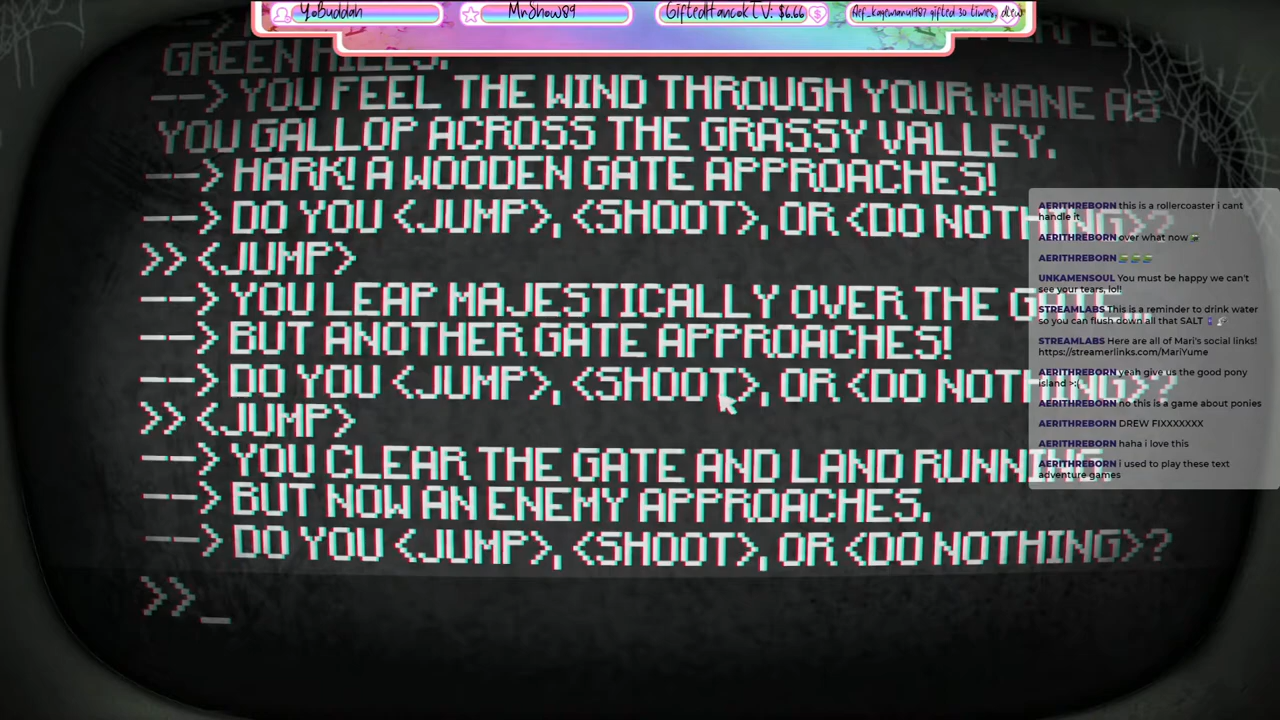 YoBuddah
MrShow89
GiftedHancokTV: $6.66
GREEN HILLS.
--> YOU FEEL THE WIND THROUGH YOUR MANE AS
YOU GALLOP ACROSS THE GRASSY VALLEY.
--> HARK! A WOODEN GATE APPROACHES!
--> DO YOU <JUMP>, <SHOOT>, OR <DO NOTHING>?
>> <JUMP>
--> YOU LEAP MAJESTICALLY OVER THE GATE.
--> BUT ANOTHER GATE APPROACHES!
--> DO YOU <JUMP>, <SHOOT>, OR <DO NOTHING>?
>> <JUMP>
--> YOU CLEAR THE GATE AND LAND RUNNING.
--> BUT NOW AN ENEMY APPROACHES.
--> DO YOU <JUMP>, <SHOOT>, OR <DO NOTHING>?
>>_
AERITHREBORN this is a rollercoaster i cant
handle it
AERITHREBORN over what now
AERITHREBORN
UNKAMENSOUL You must be happy we can't
see your tears, lol!
STREAMLABS This is a reminder to drink water
so you can flush down all that SALT
STREAMLABS Here are all of Mari's social links!
https://streamerlinks.com/MariYume
AERITHREBORN yeah give us the good pony
island >:(
AERITHREBORN no this is a game about ponies
AERITHREBORN DREW FIXXXXXXX
AERITHREBORN haha i love this
AERITHREBORN i used to play these text
adventure games